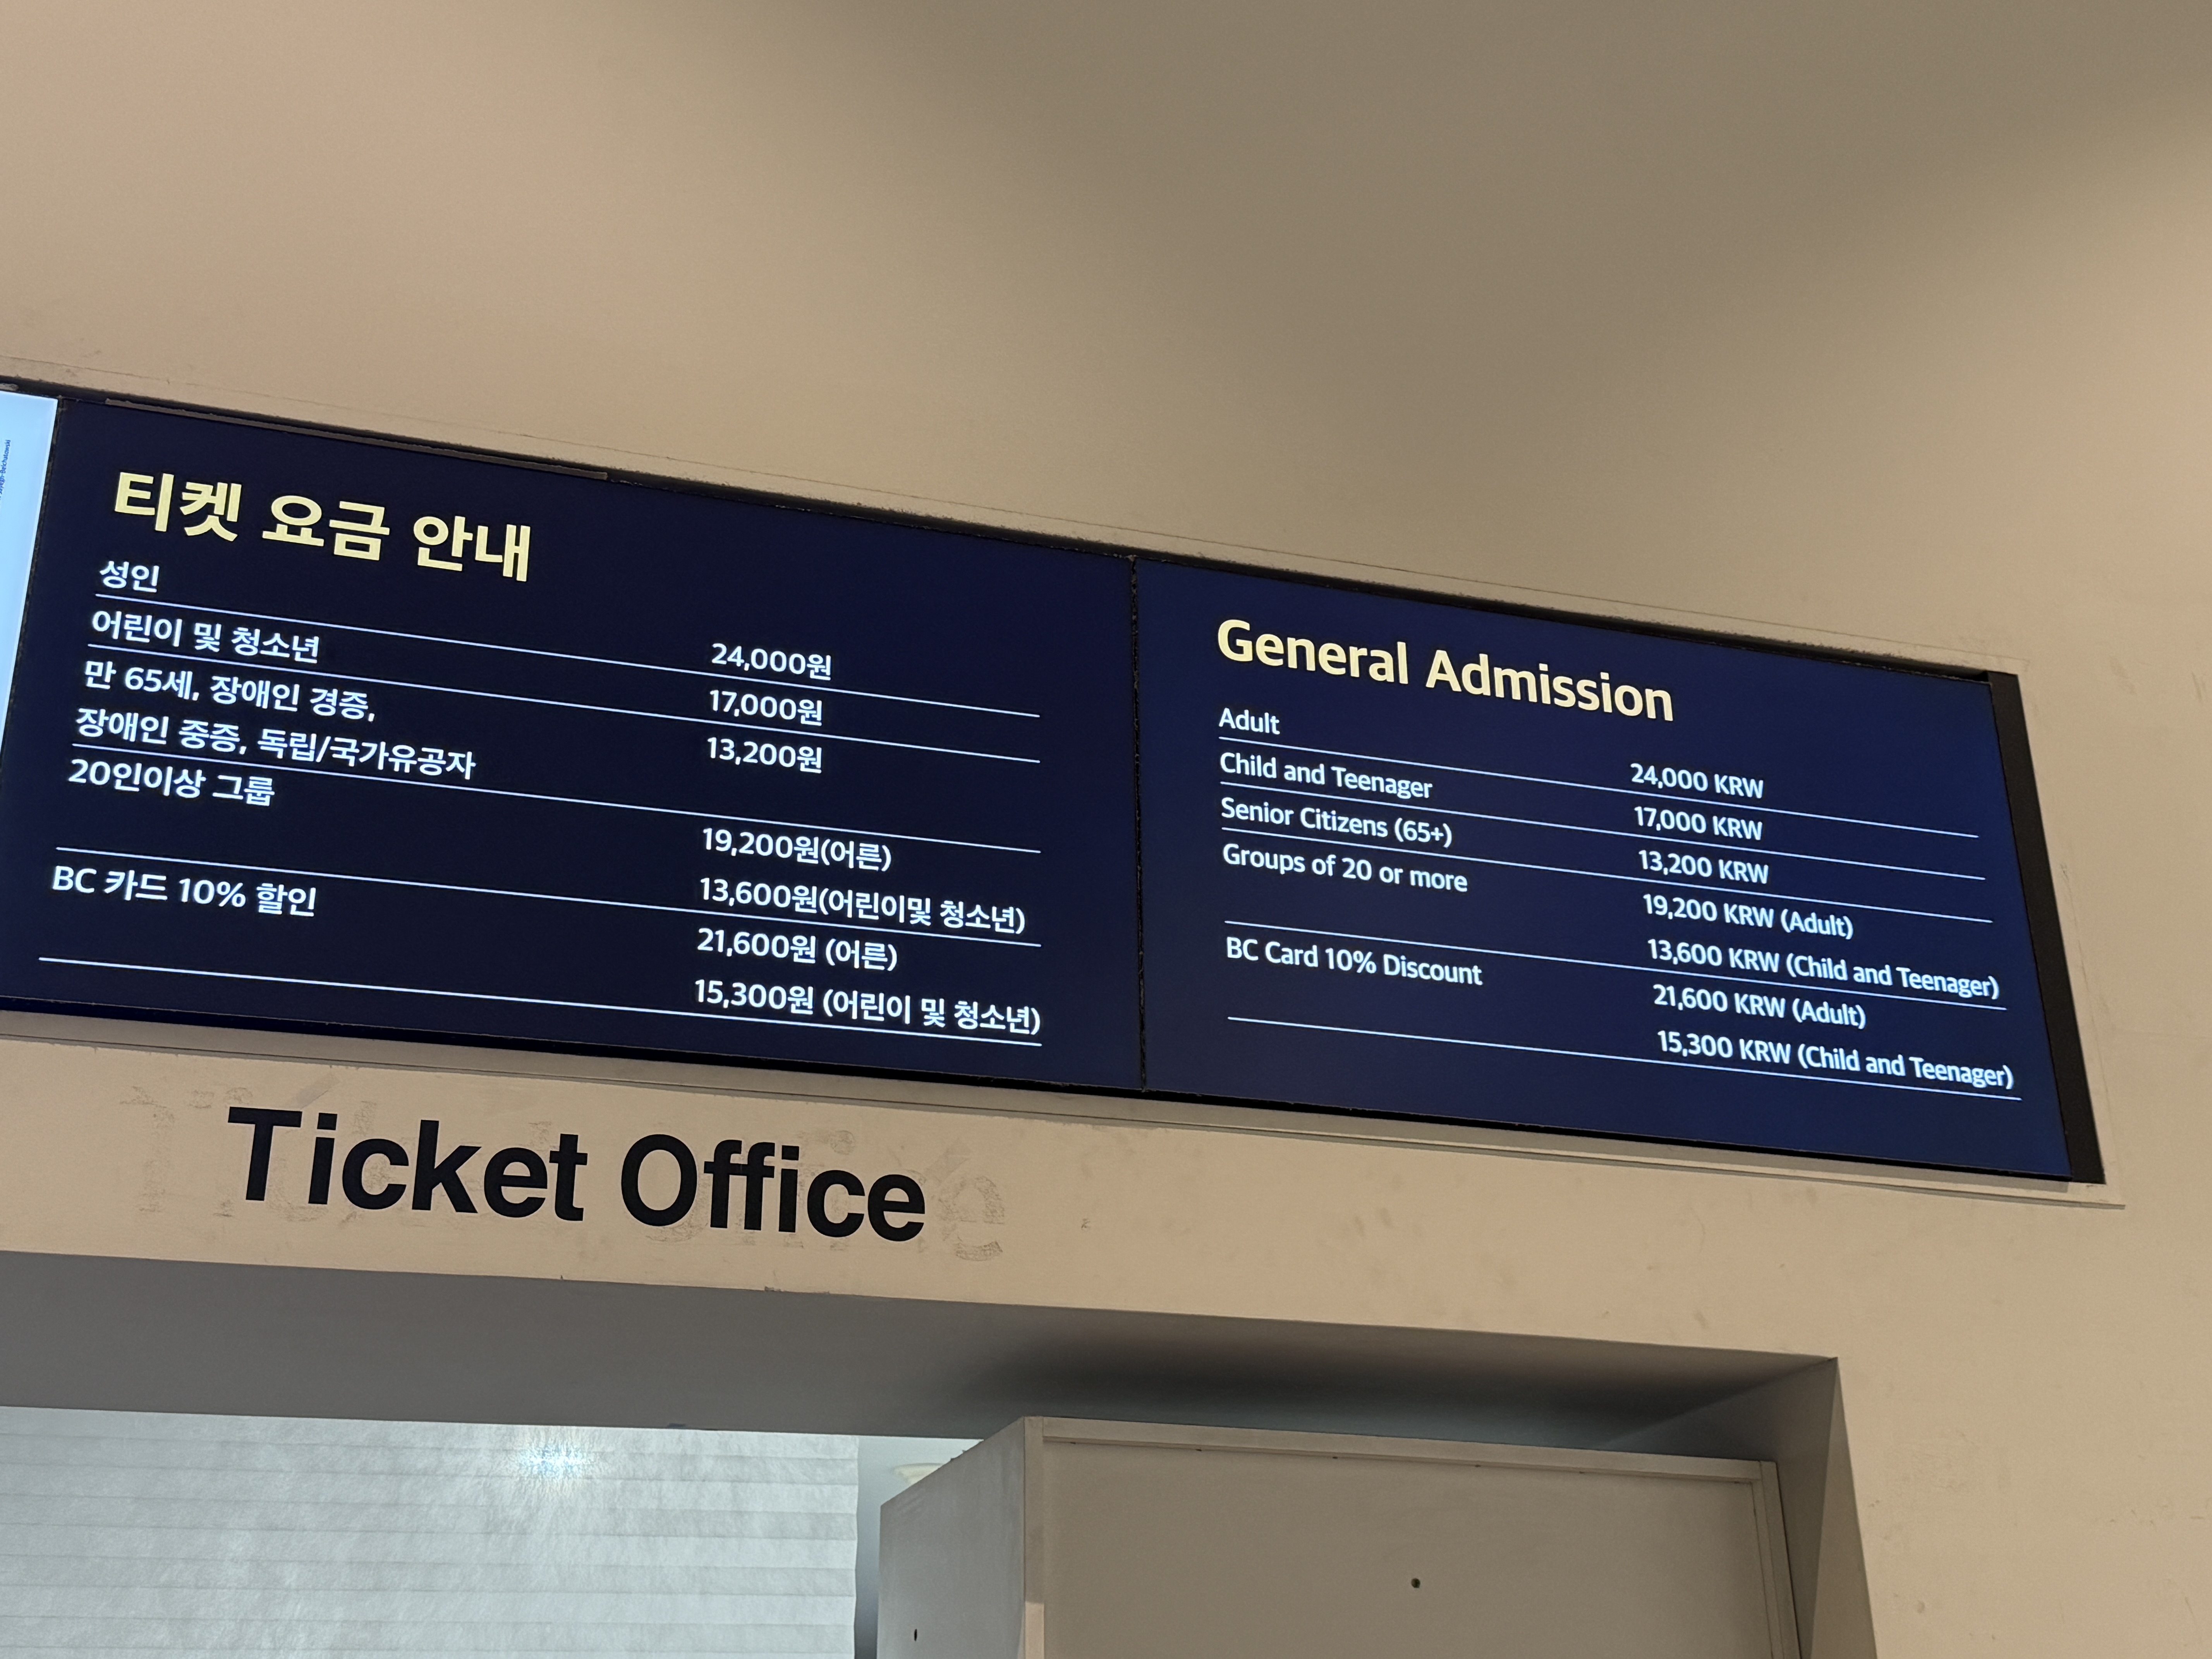 티켓 요금 안내
성인 24,000원
어린이 및 청소년 17,000원
만 65세, 장애인 경증, 13,200원
장애인 중증, 독립/국가유공자
20인이상 그룹 19,200원(어른)
13,600원(어린이및 청소년)
BC 카드 10% 할인 21,600원 (어른)
15,300원 (어린이 및 청소년)
General Admission
Adult 24,000 KRW
Child and Teenager 17,000 KRW
Senior Citizens (65+) 13,200 KRW
Groups of 20 or more 19,200 KRW (Adult)
13,600 KRW (Child and Teenager)
BC Card 10% Discount 21,600 KRW (Adult)
15,300 KRW (Child and Teenager)
Ticket Office